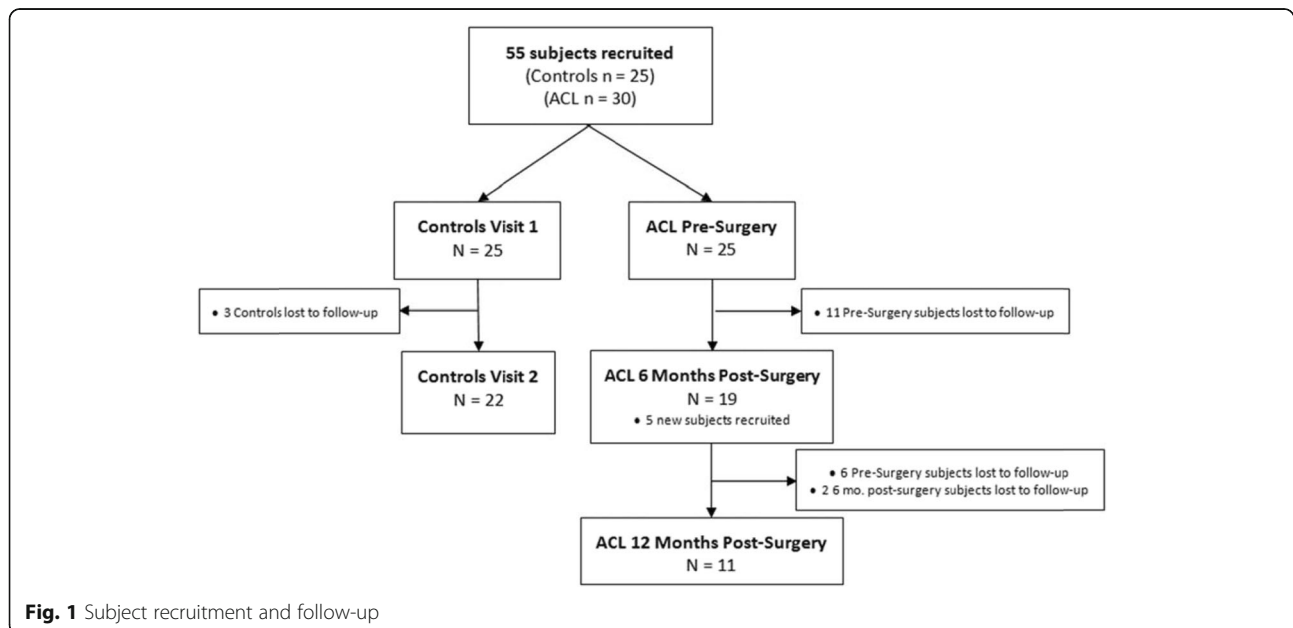 55 subjects recruited
(Controls n = 25)
(ACL n = 30)
Controls Visit 1
N = 25
ACL Pre-Surgery
N = 25
• 3 Controls lost to follow-up
• 11 Pre-Surgery subjects lost to follow-up
Controls Visit 2
N = 22
ACL 6 Months Post-Surgery
N = 19
• 5 new subjects recruited
• 6 Pre-Surgery subjects lost to follow-up
• 2 6 mo. post-surgery subjects lost to follow-up
ACL 12 Months Post-Surgery
N = 11
Fig. 1 Subject recruitment and follow-up